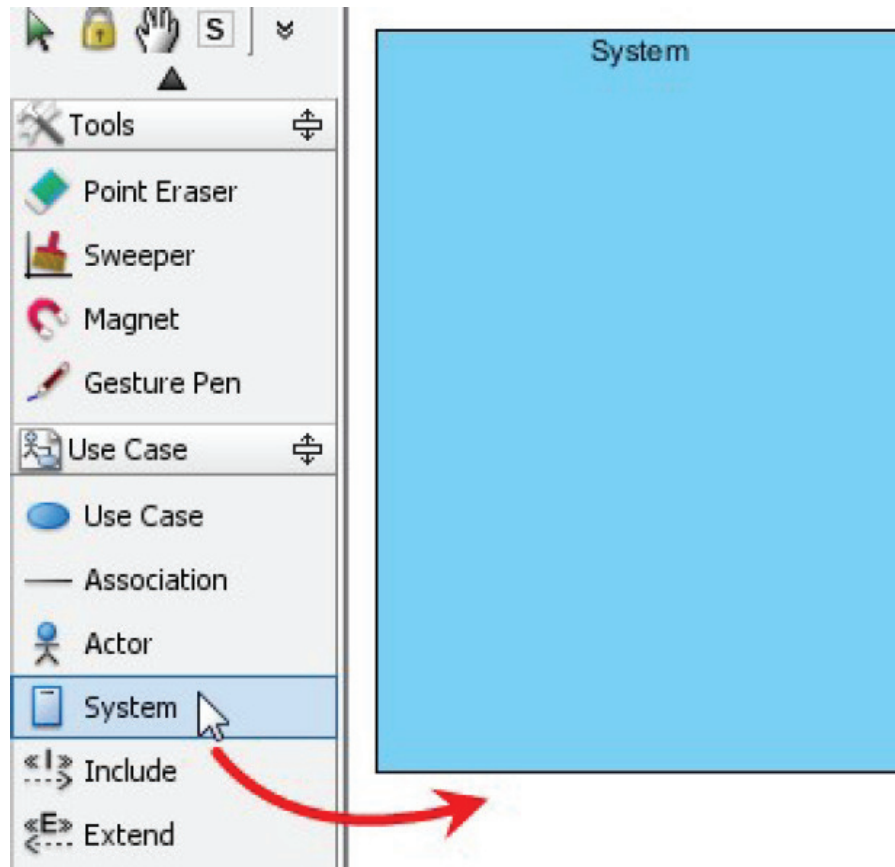 S
System
Tools
Point Eraser
Sweeper
Magnet
Gesture Pen
Use Case
Use Case
Association
Actor
System
«I»
Include
«E»
Extend